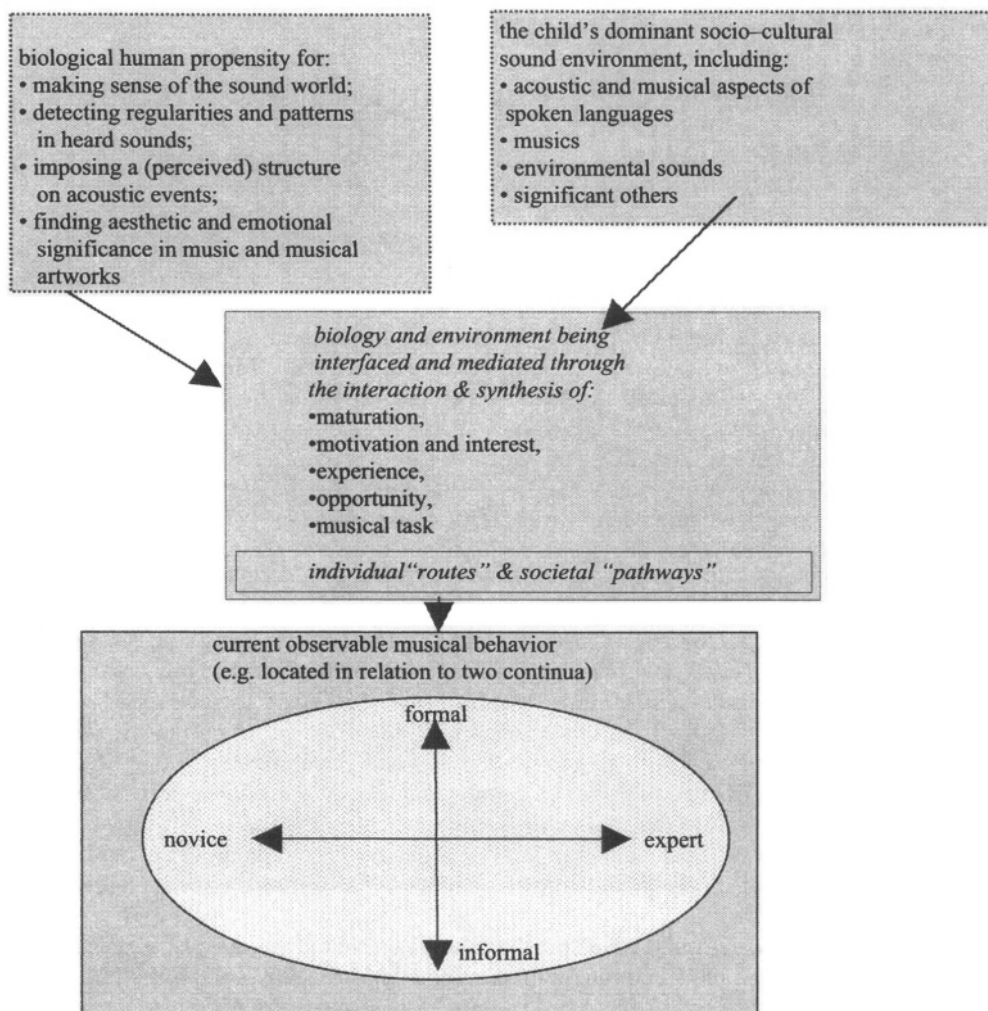 biological human propensity for:
• making sense of the sound world;
• detecting regularities and patterns
in heard sounds;
• imposing a (perceived) structure
on acoustic events;
• finding aesthetic and emotional
significance in music and musical
artworks
the child's dominant socio–cultural
sound environment, including:
• acoustic and musical aspects of
spoken languages
• musics
• environmental sounds
• significant others
biology and environment being
interfaced and mediated through
the interaction & synthesis of:
•maturation,
•motivation and interest,
•experience,
•opportunity,
•musical task
individual“routes” & societal “pathways”
current observable musical behavior
(e.g. located in relation to two continua)
formal
novice
expert
informal